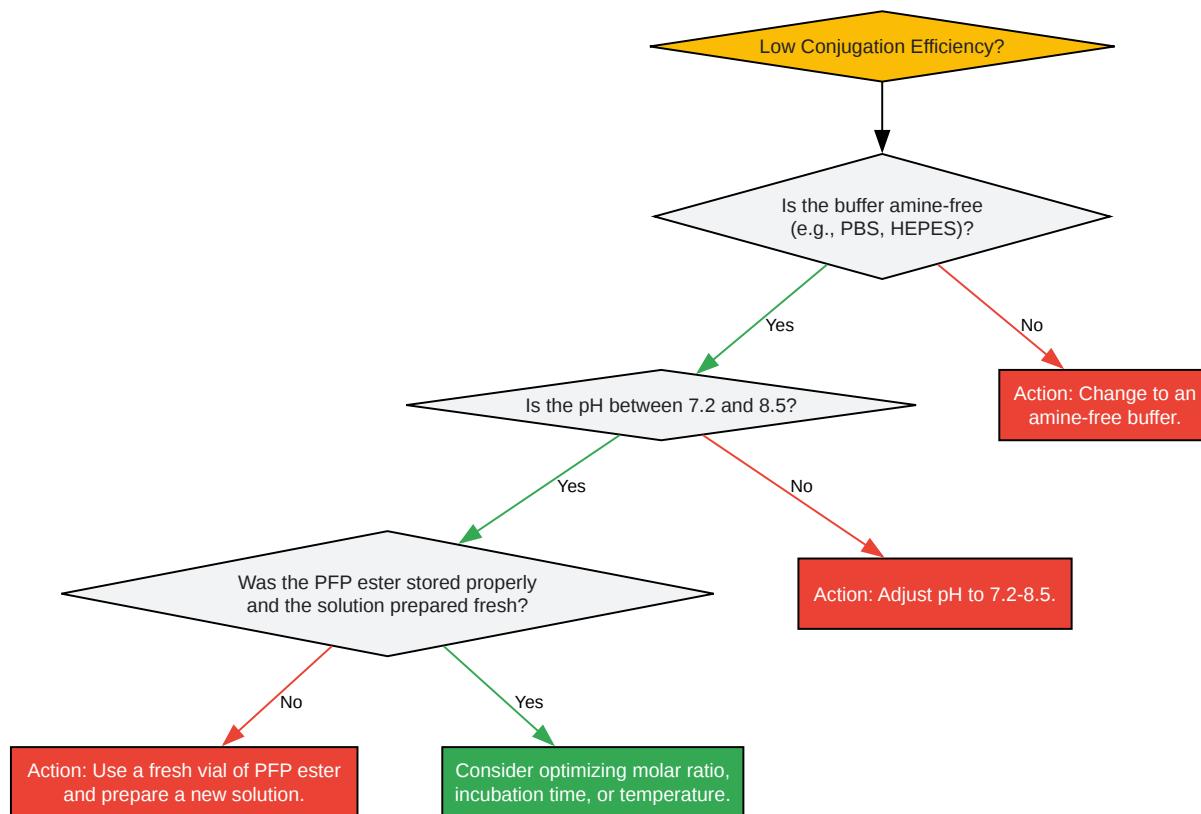 Low Conjugation Efficiency?
Is the buffer amine-free
(e.g., PBS, HEPES)?
Yes
No
Is the pH between 7.2 and 8.5?
Action: Change to an
amine-free buffer.
Yes
No
Was the PFP ester stored properly
and the solution prepared fresh?
Action: Adjust pH to 7.2-8.5.
No
Yes
Action: Use a fresh vial of PFP ester
and prepare a new solution.
Consider optimizing molar ratio,
incubation time, or temperature.